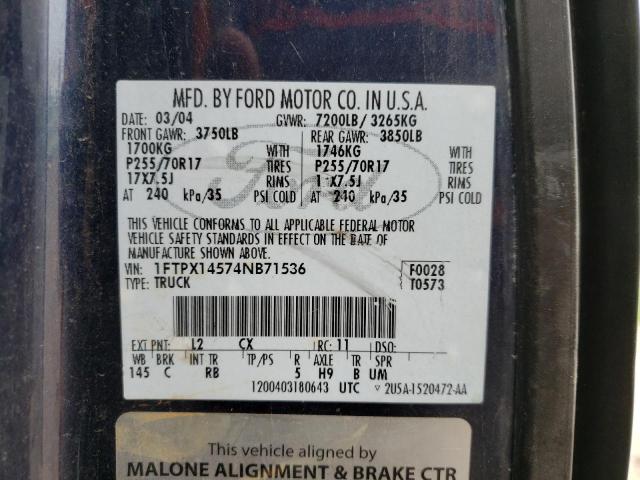 MFD. BY FORD MOTOR CO. IN U.S.A.
DATE: 03/04 GVWR: 7200LB/ 3265KG
FRONT GAWR: 3750LB REAR GAWR: 3850LB
1700KG WITH 1746KG WITH
P255/70R17 TIRES P255/70R17 TIRES
17X7.5J RIMS 1 X7.5J RIMS
AT 240 kPa/35 PSI COLD AT 240 kPa/35 PSI COLD
THIS VEHICLE CONFORMS TO ALL APPLICABLE FEDERAL MOTOR
VEHICLE SAFETY STANDARDS IN EFFECT ON THE DATE OF
MANUFACTURE SHOWN ABOVE.
VIN: 1FTPX14574NB71536 F0028
TYPE: TRUCK T0573
EXT PNT: L2 CX RC: 11 DSO:
WB BRK INT TR TP/PS R AXLE TR SPR
145 C RB 5 H9 B UM
1200403180643 UTC 2U5A-1520472-AA
Ford
This vehicle aligned by
MALONE ALIGNMENT & BRAKE CTR